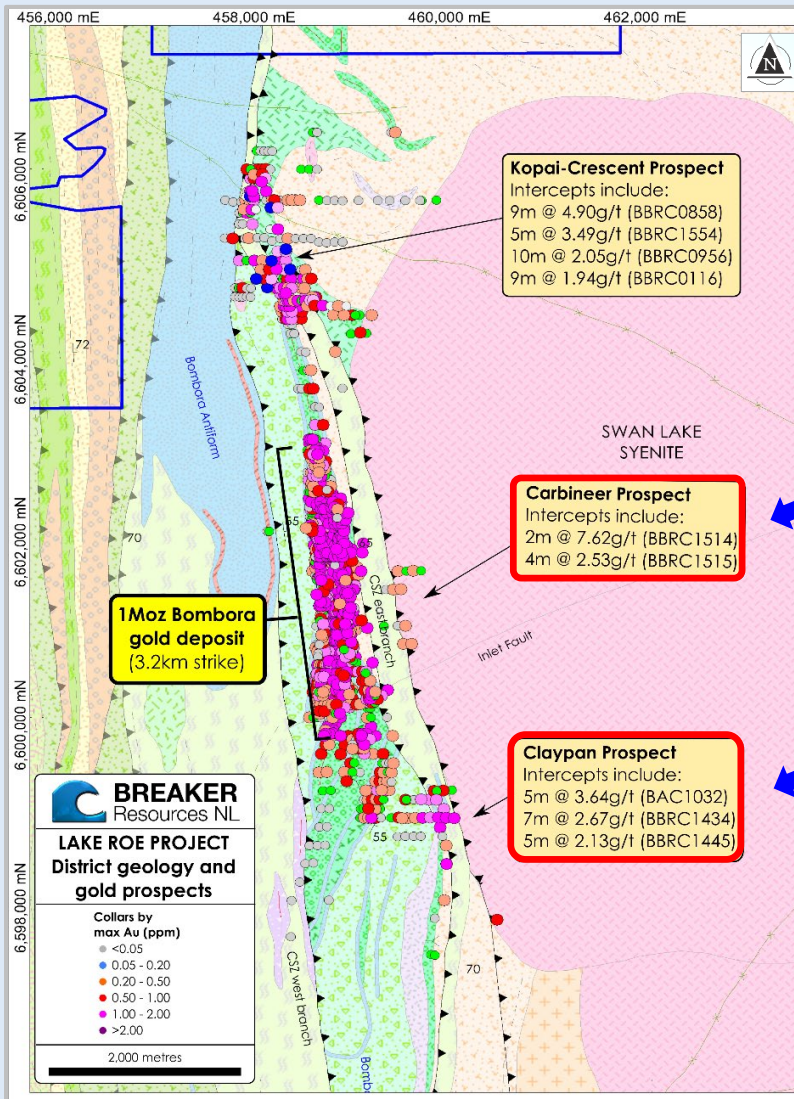 456,000 mE
458,000 mE
460,000 mE
462,000 mE
N
6,606,000 mN
6,604,000 mN
6,602,000 mN
6,600,000 mN
6,598,000 mN
Kopai-Crescent Prospect
Intercepts include:
9m @ 4.90g/t (BBRC0858)
5m @ 3.49g/t (BBRC1554)
10m @ 2.05g/t (BBRC0956)
9m @ 1.94g/t (BBRC0116)
72
Bombora Antiform
SWAN LAKE
SYENITE
Carbineer Prospect
Intercepts include:
2m @ 7.62g/t (BBRC1514)
4m @ 2.53g/t (BBRC1515)
70
55
65
CSZ east branch
1Moz Bombora
gold deposit
(3.2km strike)
Inlet Fault
Claypan Prospect
Intercepts include:
5m @ 3.64g/t (BAC1032)
7m @ 2.67g/t (BBRC1434)
5m @ 2.13g/t (BBRC1445)
55
70
CSZ west branch
BREAKER
Resources NL
LAKE ROE PROJECT
District geology and
gold prospects
Collars by
max Au (ppm)
<0.05
0.05 - 0.20
0.20 - 0.50
0.50 - 1.00
1.00 - 2.00
>2.00
2,000 metres